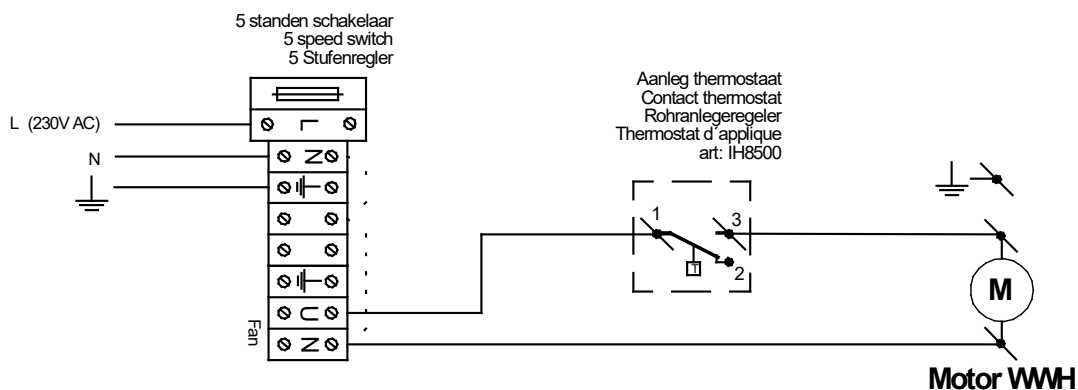 5 standen schakelaar
5 speed switch
5 Stufenregler
Aanleg thermostaat
Contact thermostat
Rohranlegeregeler
Thermostat d´applique
art: IH8500
L (230V AC)
L
N
N
1
3
T
2
U
N
Fan
M
Motor WWH